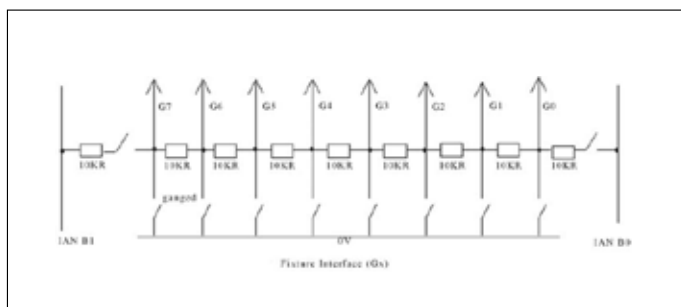 G7 G6 G5 G4 G3 G2 G1 G0
10KR 10KR 10KR 10KR 10KR 10KR 10KR 10KR 10KR
ganged
IAN B1 0V IAN B0
Fixture Interface (Gx)